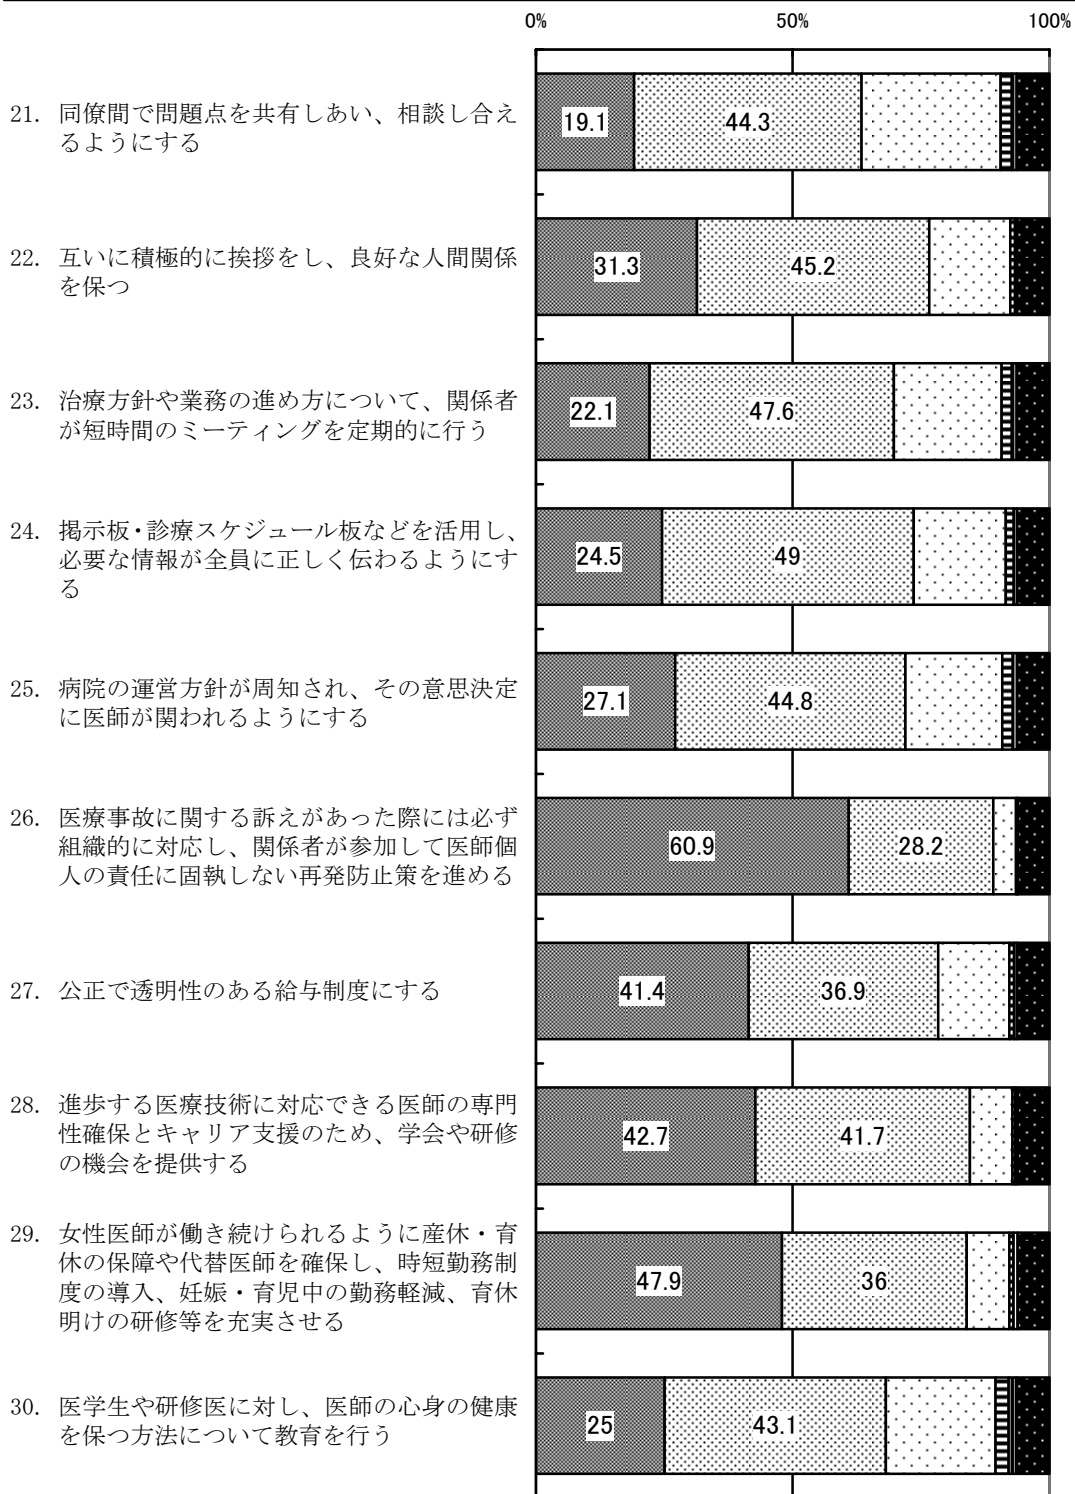 0% 50% 100%
21. 同僚間で問題点を共有しあい、相談し合え
るようにする
19.1 44.3
22. 互いに積極的に挨拶をし、良好な人間関係
を保つ
31.3 45.2
23. 治療方針や業務の進め方について、関係者
が短時間のミーティングを定期的に行う
22.1 47.6
24. 掲示板・診療スケジュール板などを活用し、
必要な情報が全員に正しく伝わるようにす
る
24.5 49
25. 病院の運営方針が周知され、その意思決定
に医師が関われるようにする
27.1 44.8
26. 医療事故に関する訴えがあった際には必ず
組織的に対応し、関係者が参加して医師個
人の責任に固執しない再発防止策を進める
60.9 28.2
27. 公正で透明性のある給与制度にする
41.4 36.9
28. 進歩する医療技術に対応できる医師の専門
性確保とキャリア支援のため、学会や研修
の機会を提供する
42.7 41.7
29. 女性医師が働き続けられるように産休・育
休の保障や代替医師を確保し、時短勤務制
度の導入、妊娠・育児中の勤務軽減、育休
明けの研修等を充実させる
47.9 36
30. 医学生や研修医に対し、医師の心身の健康
を保つ方法について教育を行う
25 43.1